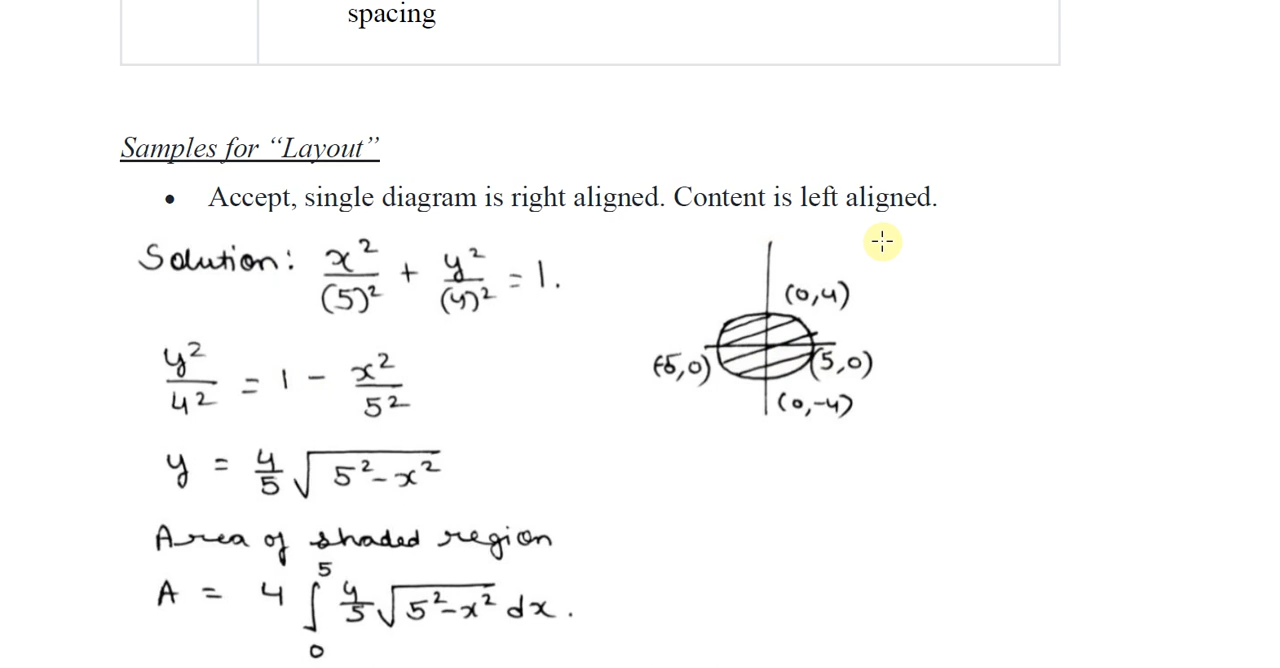 spacing
Samples for “Layout”
• Accept, single diagram is right aligned. Content is left aligned.
Solution: x²/(5)² + y²/(4)² = 1.
(0,4)
(-5,0) (5,0)
(0,-4)
y²/4² = 1 - x²/5²
y = 4/5 √(5²-x²)
Area of shaded region
A = 4 ∫₀⁵ 4/5 √(5²-x²) dx.